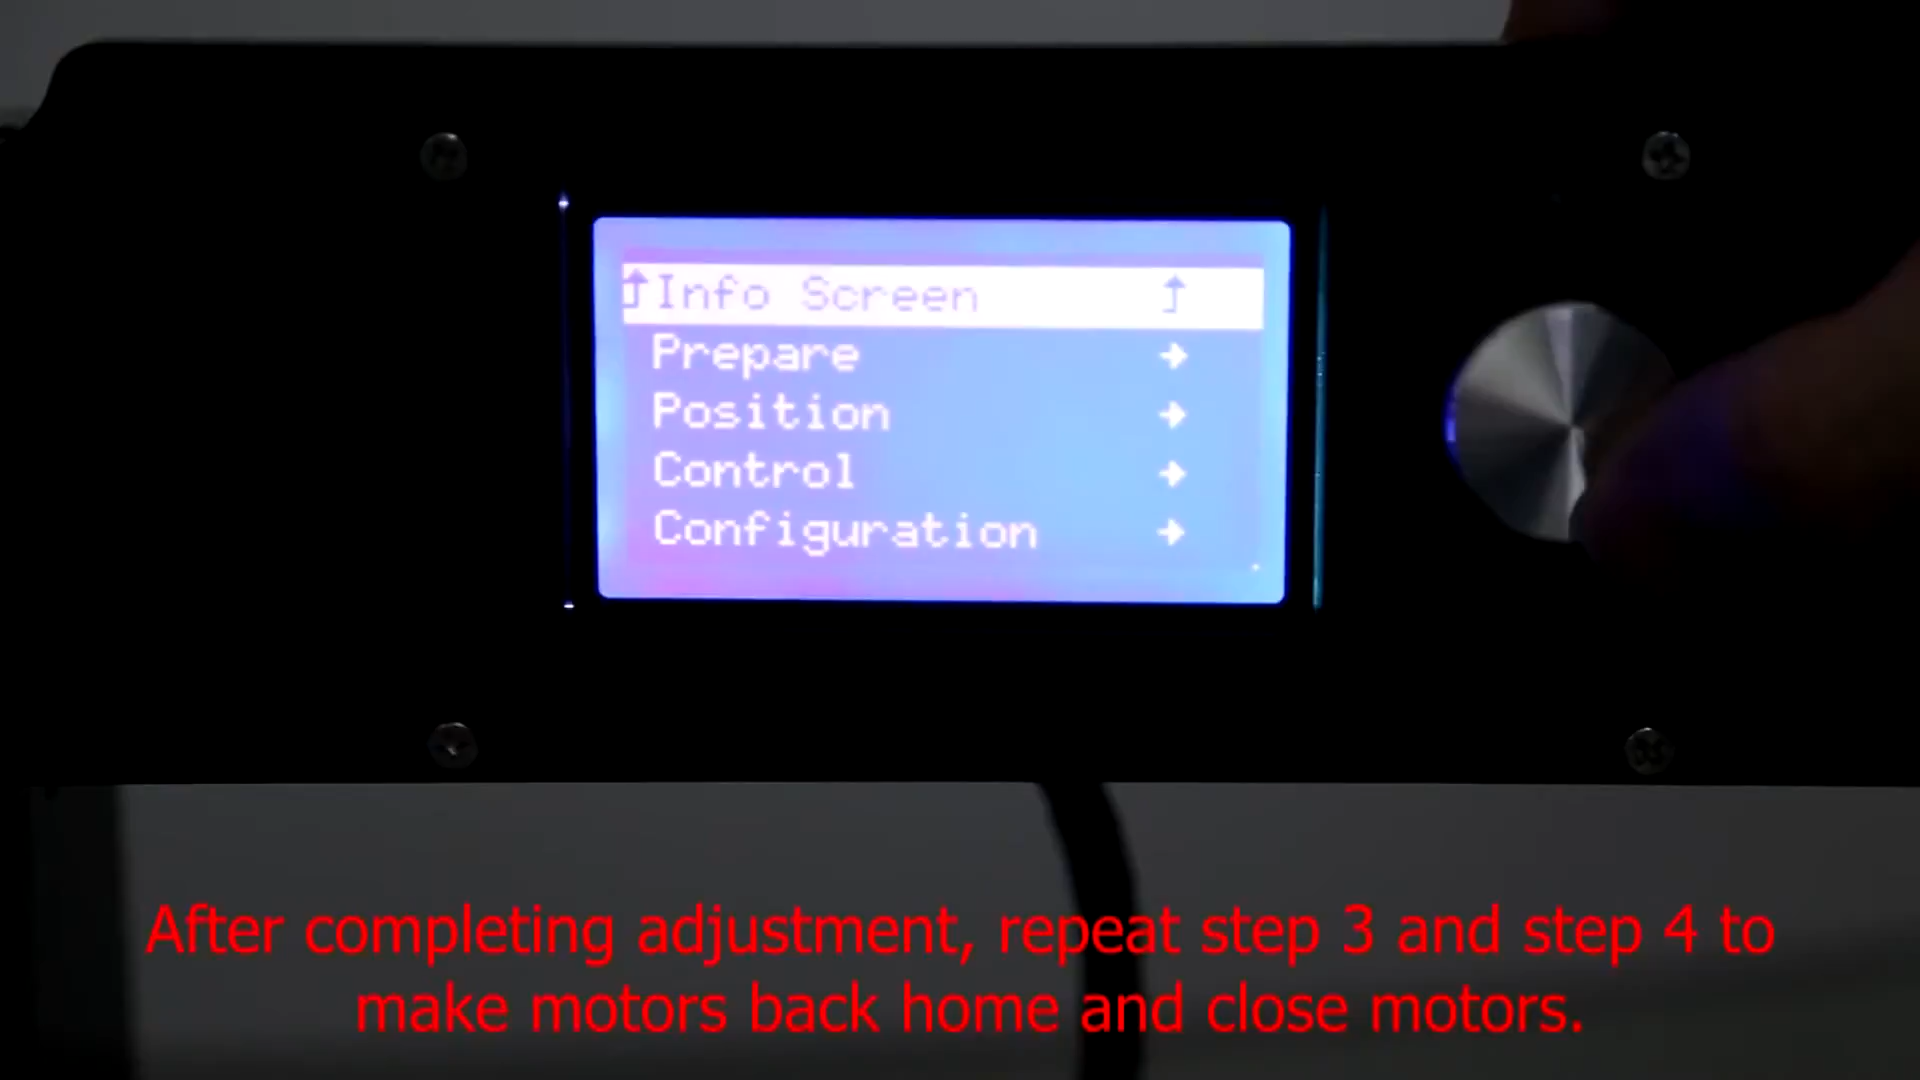 Info Screen
Prepare
Position
Control
Configuration
After completing adjustment, repeat step 3 and step 4 to
make motors back home and close motors.